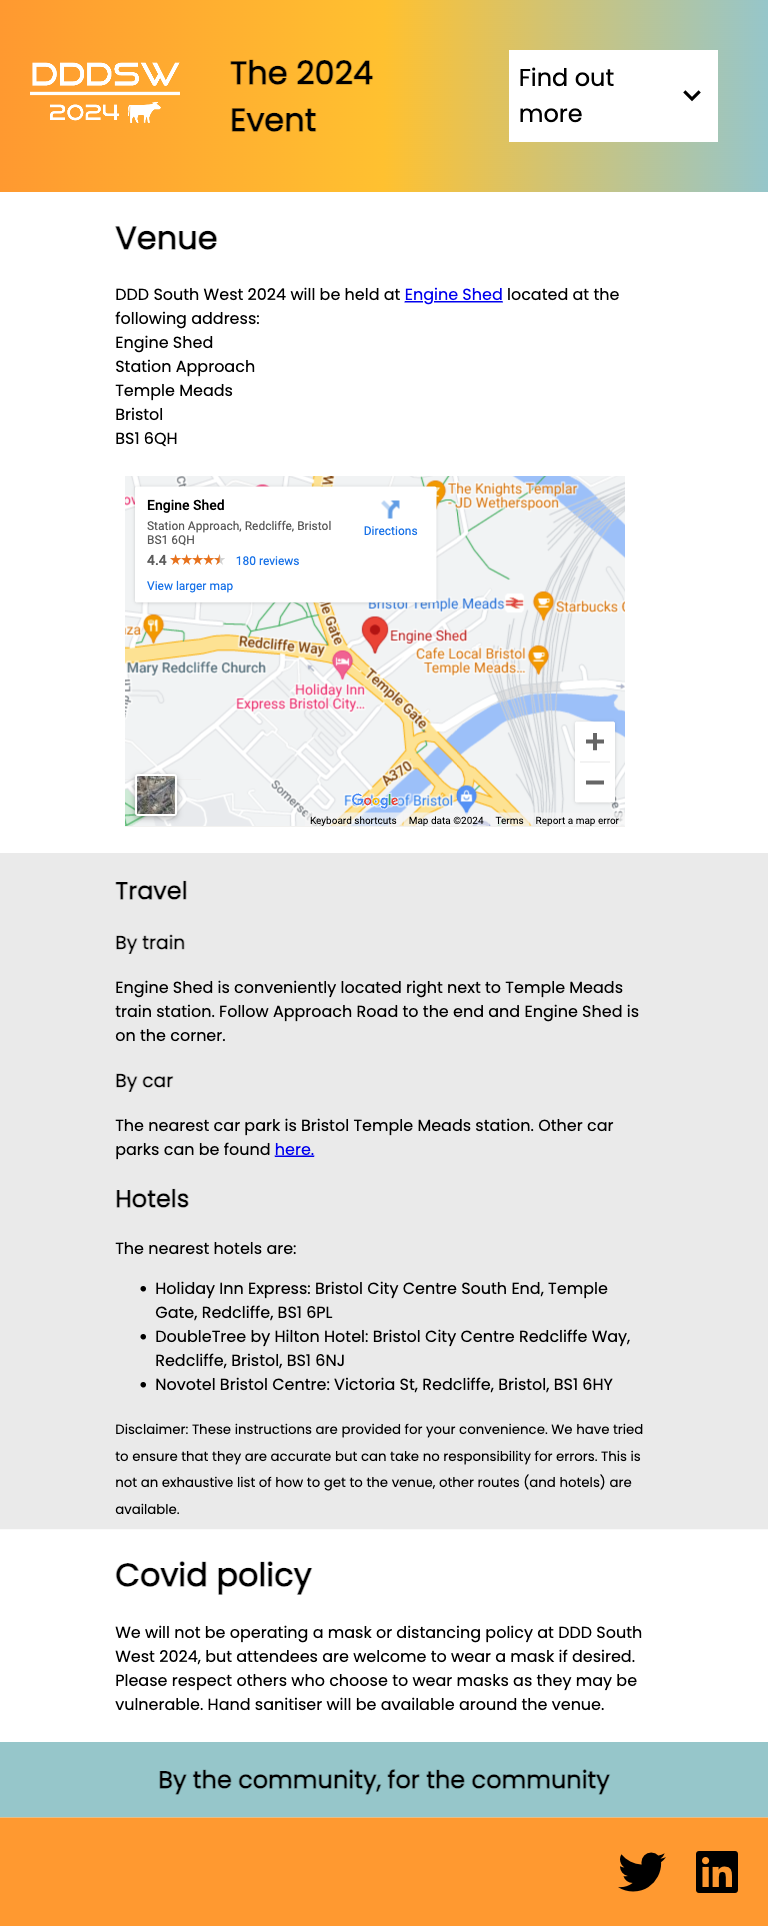 DDDSW
2024
The 2024
Event
Find out
more
Venue
DDD South West 2024 will be held at Engine Shed located at the
following address:
Engine Shed
Station Approach
Temple Meads
Bristol
BS1 6QH
Engine Shed
Station Approach, Redcliffe, Bristol
BS1 6QH
4.4
180 reviews
View larger map
Directions
The Knights Templar
- JD Wetherspoon
Bristol Temple Meads
Starbucks
Engine Shed
Redcliffe Way
Cafe Local Bristol
Temple Meads...
Mary Redcliffe Church
Holiday Inn
Express Bristol City...
Temple Gate
A370
Google
of Bristol
Keyboard shortcuts
Map data ©2024
Terms
Report a map error
Travel
By train
Engine Shed is conveniently located right next to Temple Meads
train station. Follow Approach Road to the end and Engine Shed is
on the corner.
By car
The nearest car park is Bristol Temple Meads station. Other car
parks can be found here.
Hotels
The nearest hotels are:
• Holiday Inn Express: Bristol City Centre South End, Temple
Gate, Redcliffe, BS1 6PL
• DoubleTree by Hilton Hotel: Bristol City Centre Redcliffe Way,
Redcliffe, Bristol, BS1 6NJ
• Novotel Bristol Centre: Victoria St, Redcliffe, Bristol, BS1 6HY
Disclaimer: These instructions are provided for your convenience. We have tried
to ensure that they are accurate but can take no responsibility for errors. This is
not an exhaustive list of how to get to the venue, other routes (and hotels) are
available.
Covid policy
We will not be operating a mask or distancing policy at DDD South
West 2024, but attendees are welcome to wear a mask if desired.
Please respect others who choose to wear masks as they may be
vulnerable. Hand sanitiser will be available around the venue.
By the community, for the community
in